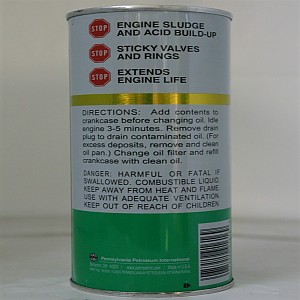 STOP ENGINE SLUDGE
AND ACID BUILD-UP
STOP STICKY VALVES
AND RINGS
STOP EXTENDS
ENGINE LIFE
DIRECTIONS: Add contents to
crankcase before changing oil. Idle
engine 3-5 minutes. Remove drain
plug to drain contaminated oil. (For
excess deposits, remove and clean
oil pan.) Change oil filter and refill
crankcase with clean oil.
DANGER: HARMFUL OR FATAL IF
SWALLOWED. COMBUSTIBLE LIQUID
KEEP AWAY FROM HEAT AND FLAME.
USE WITH ADEQUATE VENTILATION.
KEEP OUT OF REACH OF CHILDREN.
Pennsylvania Petroleum International